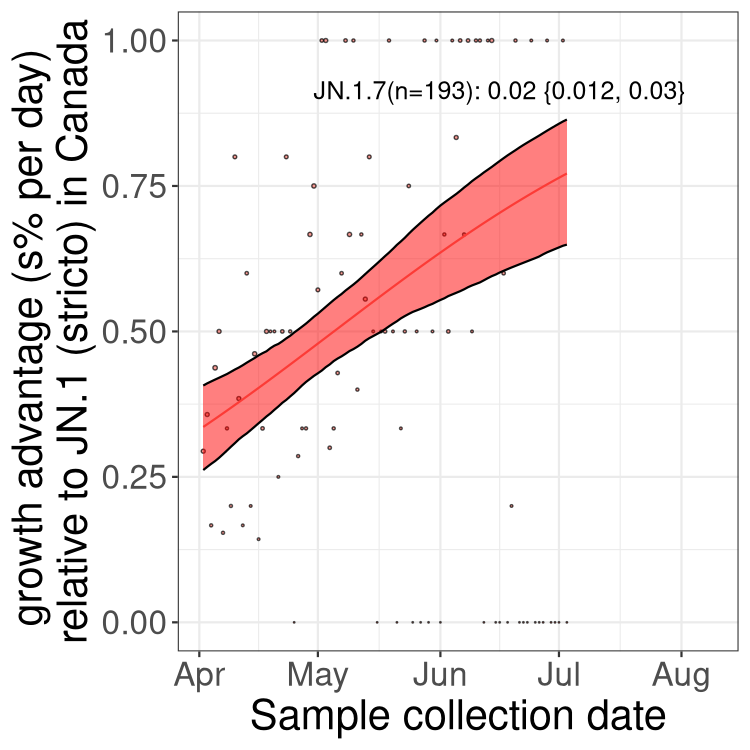 growth advantage (s% per day)
relative to JN.1 (stricto) in Canada
1.00
0.75
0.50
0.25
0.00
JN.1.7(n=193): 0.02 {0.012, 0.03}
Apr May Jun Jul Aug
Sample collection date